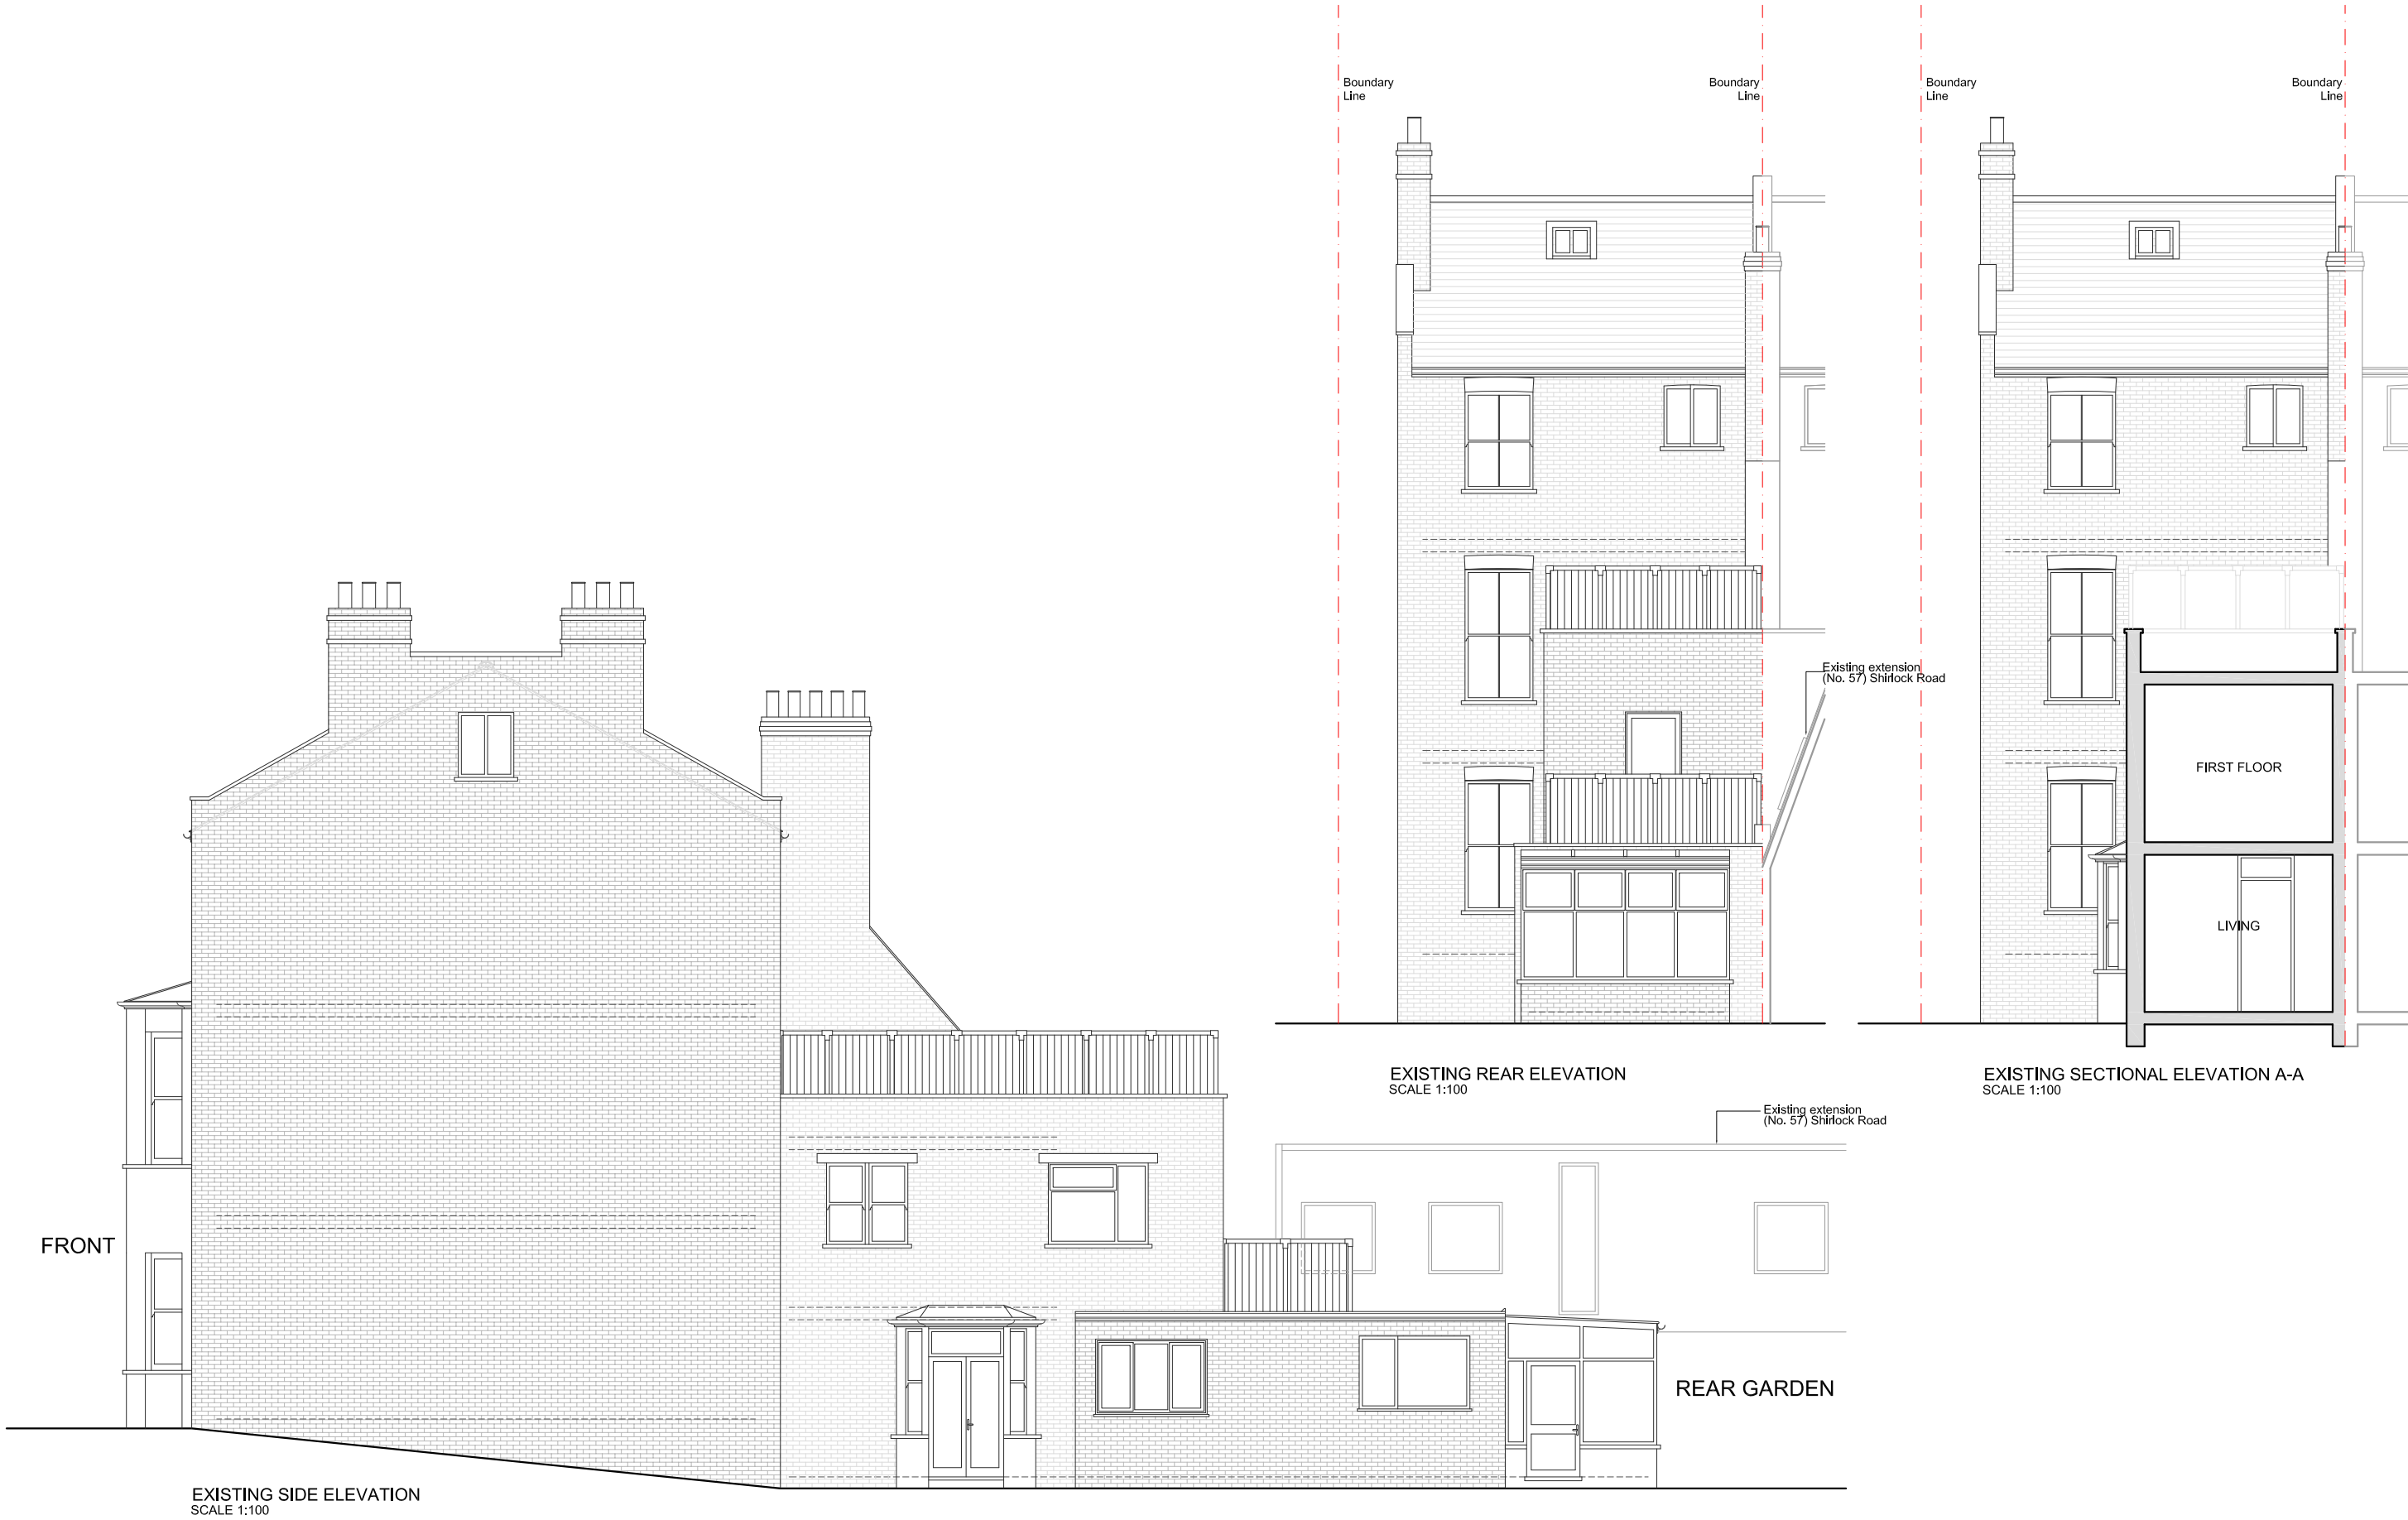 Boundary
Line
Boundary
Line
Boundary
Line
Boundary
Line
Existing extension
(No. 57) Shirlock Road
FIRST FLOOR
LIVING
EXISTING REAR ELEVATION
SCALE 1:100
EXISTING SECTIONAL ELEVATION A-A
SCALE 1:100
Existing extension
(No. 57) Shirlock Road
FRONT
REAR GARDEN
EXISTING SIDE ELEVATION
SCALE 1:100